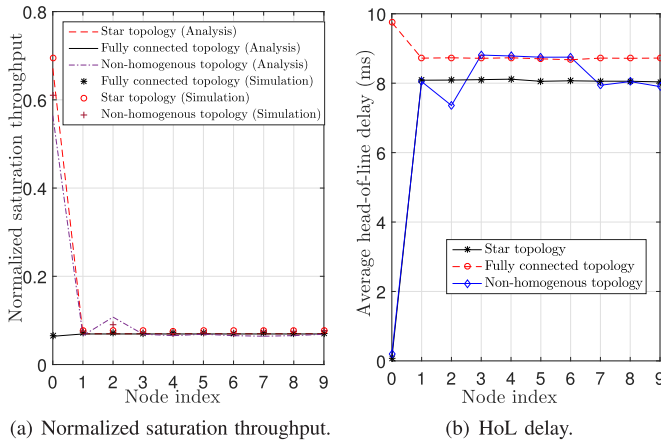 Normalized saturation throughput
0.8
0.6
0.4
0.2
0
Star topology (Analysis)
Fully connected topology (Analysis)
Non-homogenous topology (Analysis)
Fully connected topology (Simulation)
Star topology (Simulation)
Non-homogenous topology (Simulation)
0 1 2 3 4 5 6 7 8 9
Node index
(a) Normalized saturation throughput.
Average head-of-line delay (ms)
10
8
6
4
2
0
Star topology
Fully connected topology
Non-homogenous topology
0 1 2 3 4 5 6 7 8 9
Node index
(b) HoL delay.